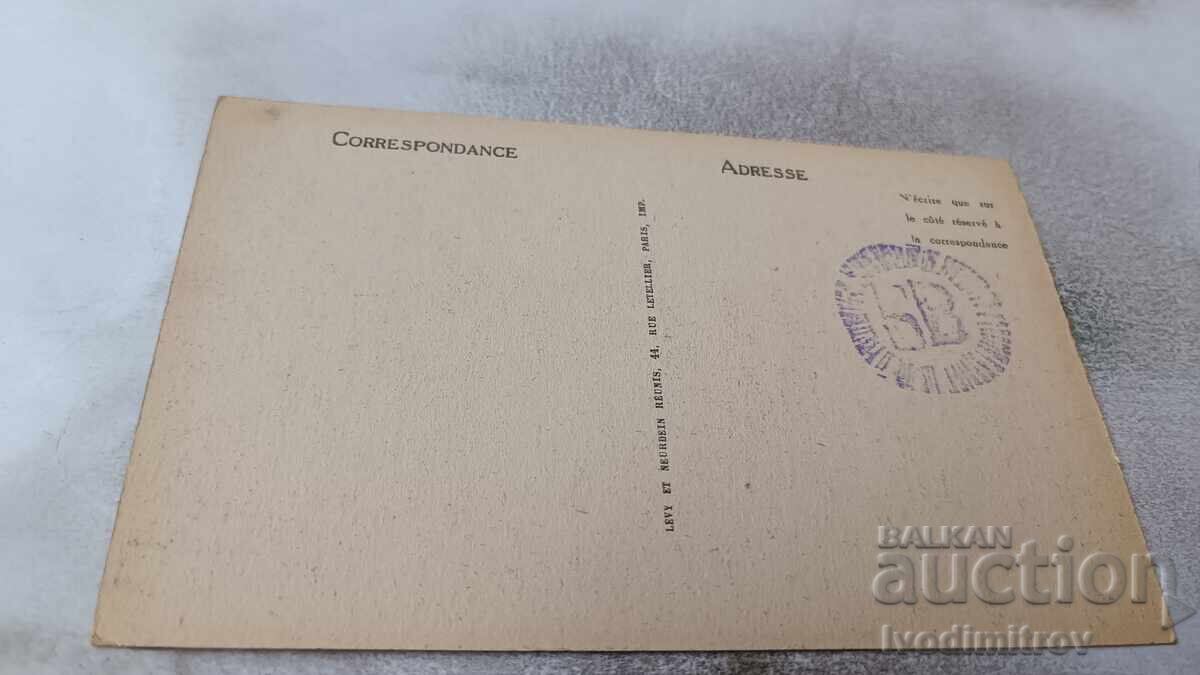 CORRESPONDANCE
ADRESSE
N'écrire que sur
le côté réservé à
la correspondance
LEVY ET NEURDEIN RÉUNIS, 44, RUE LETELLIER, PARIS, IMP.
BALKAN
auction
Ivodimitrov